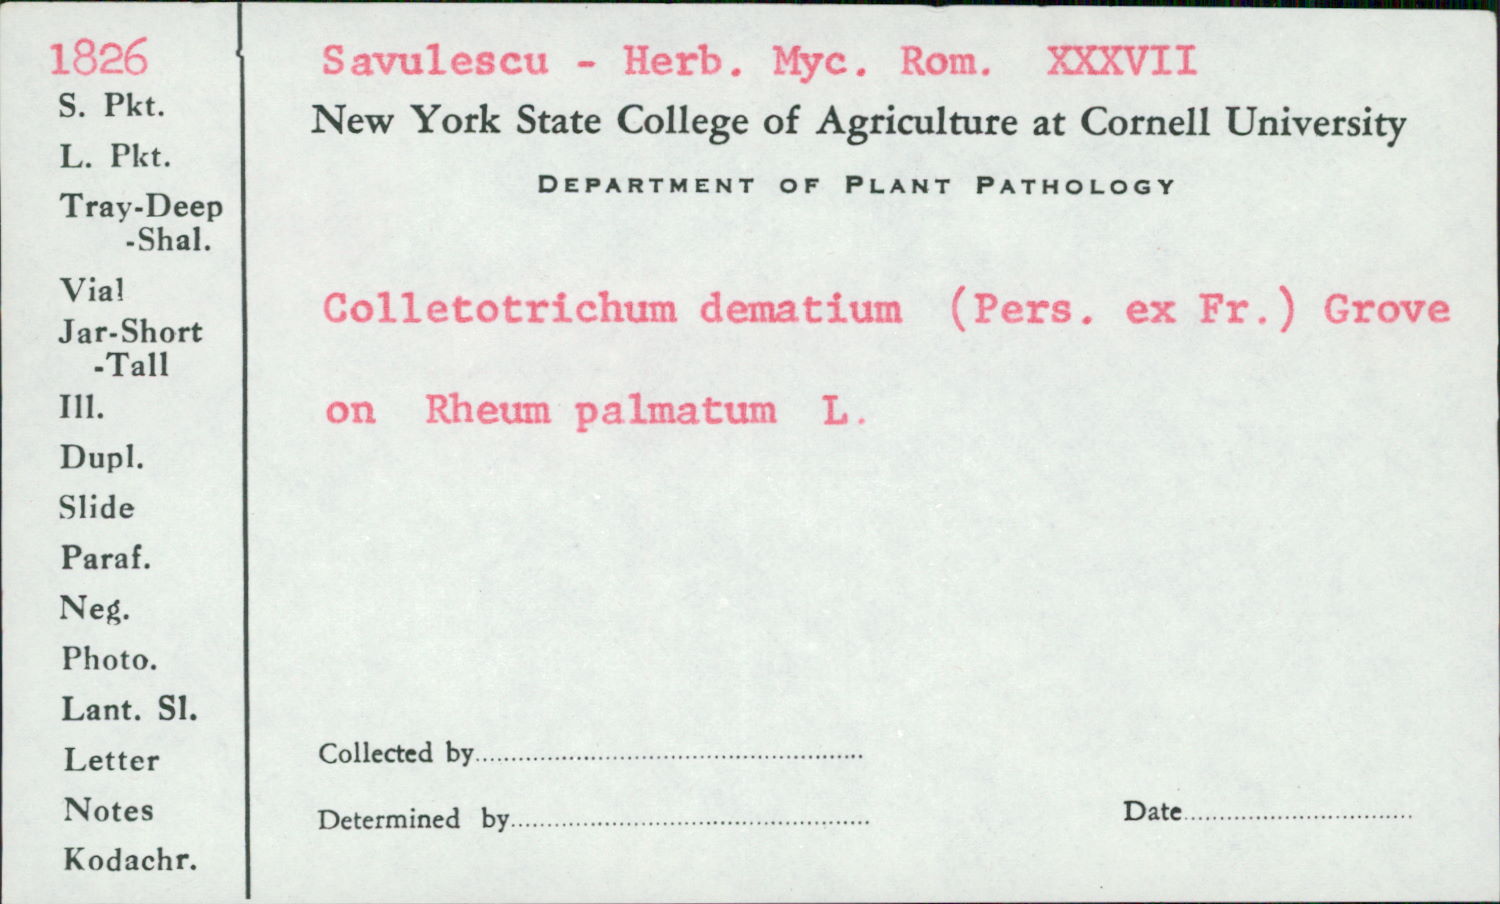 1826
S. Pkt.
L. Pkt.
Tray-Deep
-Shal.
Vial
Jar-Short
-Tall
Ill.
Dupl.
Slide
Paraf.
Neg.
Photo.
Lant. Sl.
Letter
Notes
Kodachr.
Savulescu - Herb. Myc. Rom. XXXVII
New York State College of Agriculture at Cornell University
DEPARTMENT OF PLANT PATHOLOGY
Colletotrichum dematium (Pers. ex Fr.) Grove
on Rheum palmatum L.
Collected by
Determined by
Date